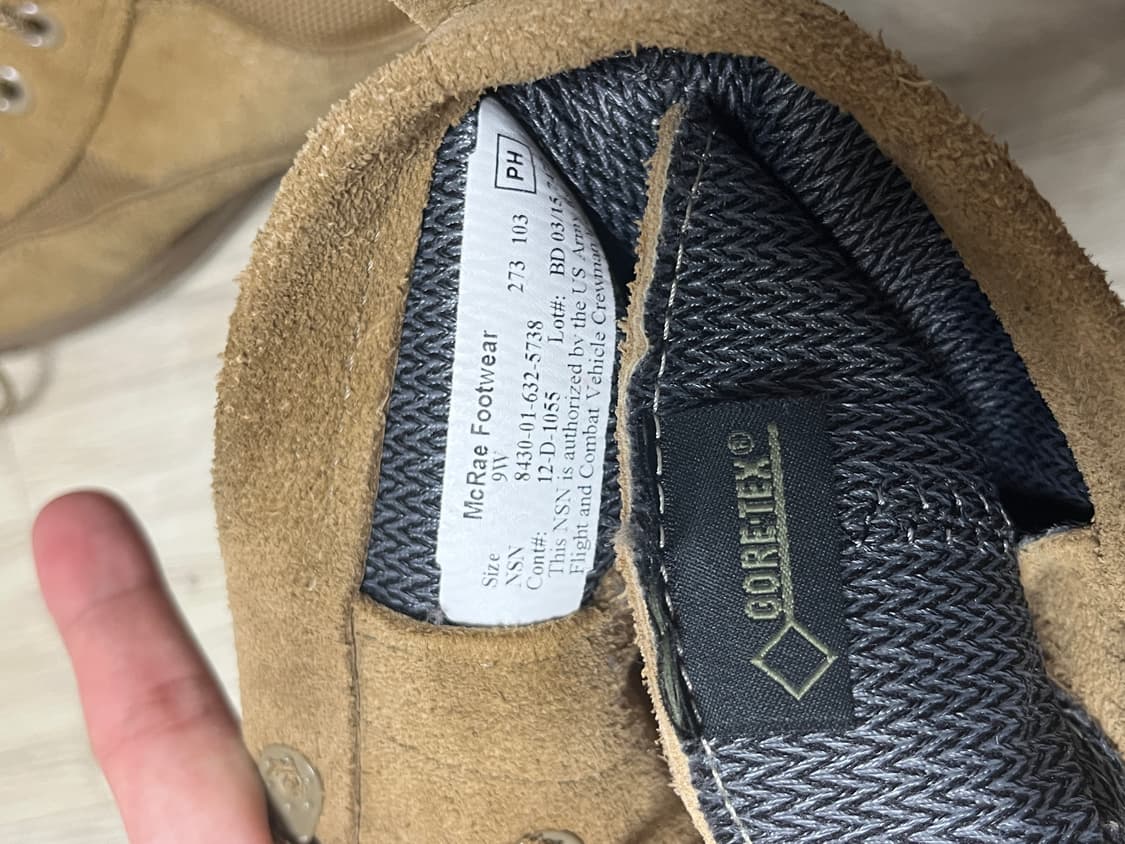 PH
McRae Footwear
Size 9W 273 103
NSN 8430-01-632-5738
Cont#: 12-D-1055 Lot#: BD 03/15
This NSN is authorized by the US Army
Flight and Combat Vehicle Crewman
GORE-TEX®